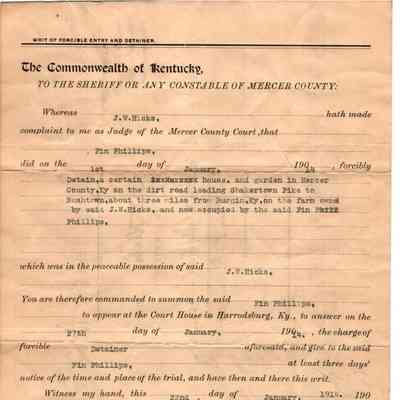 WRIT OF FORCIBLE ENTRY AND DETAINER.
The Commonwealth of Kentucky,
TO THE SHERIFF OR ANY CONSTABLE OF MERCER COUNTY:
Whereas J.W.Hicks, hath made
complaint to me as Judge of the Mercer County Court, that
Fin Phillips,
did on the 1st day of January, 190 14 , forcibly
Detain,a certain house, and garden in Mercer
County,Ky on the dirt road leading Shakertown Pike to
Bushtown,about three miles from Burgin,Ky,on the farm owned
by said J.W.Hicks, and now occupied by the said Fin
Phillips.
which was in the peaceable possession of said J.W.Hicks.
You are therefore commanded to summon the said Fin Phillips,
to appear at the Court House in Harrodsburg, Ky., to answer on the
27th day of January, 190 14. , the charge of
forcible Detainer aforesaid, and give to the said
Fin Phillips, at least three days'
notice of the time and place of the trial, and have then and there this writ.
Witness my hand, this 22nd. day of January, 1914. 190